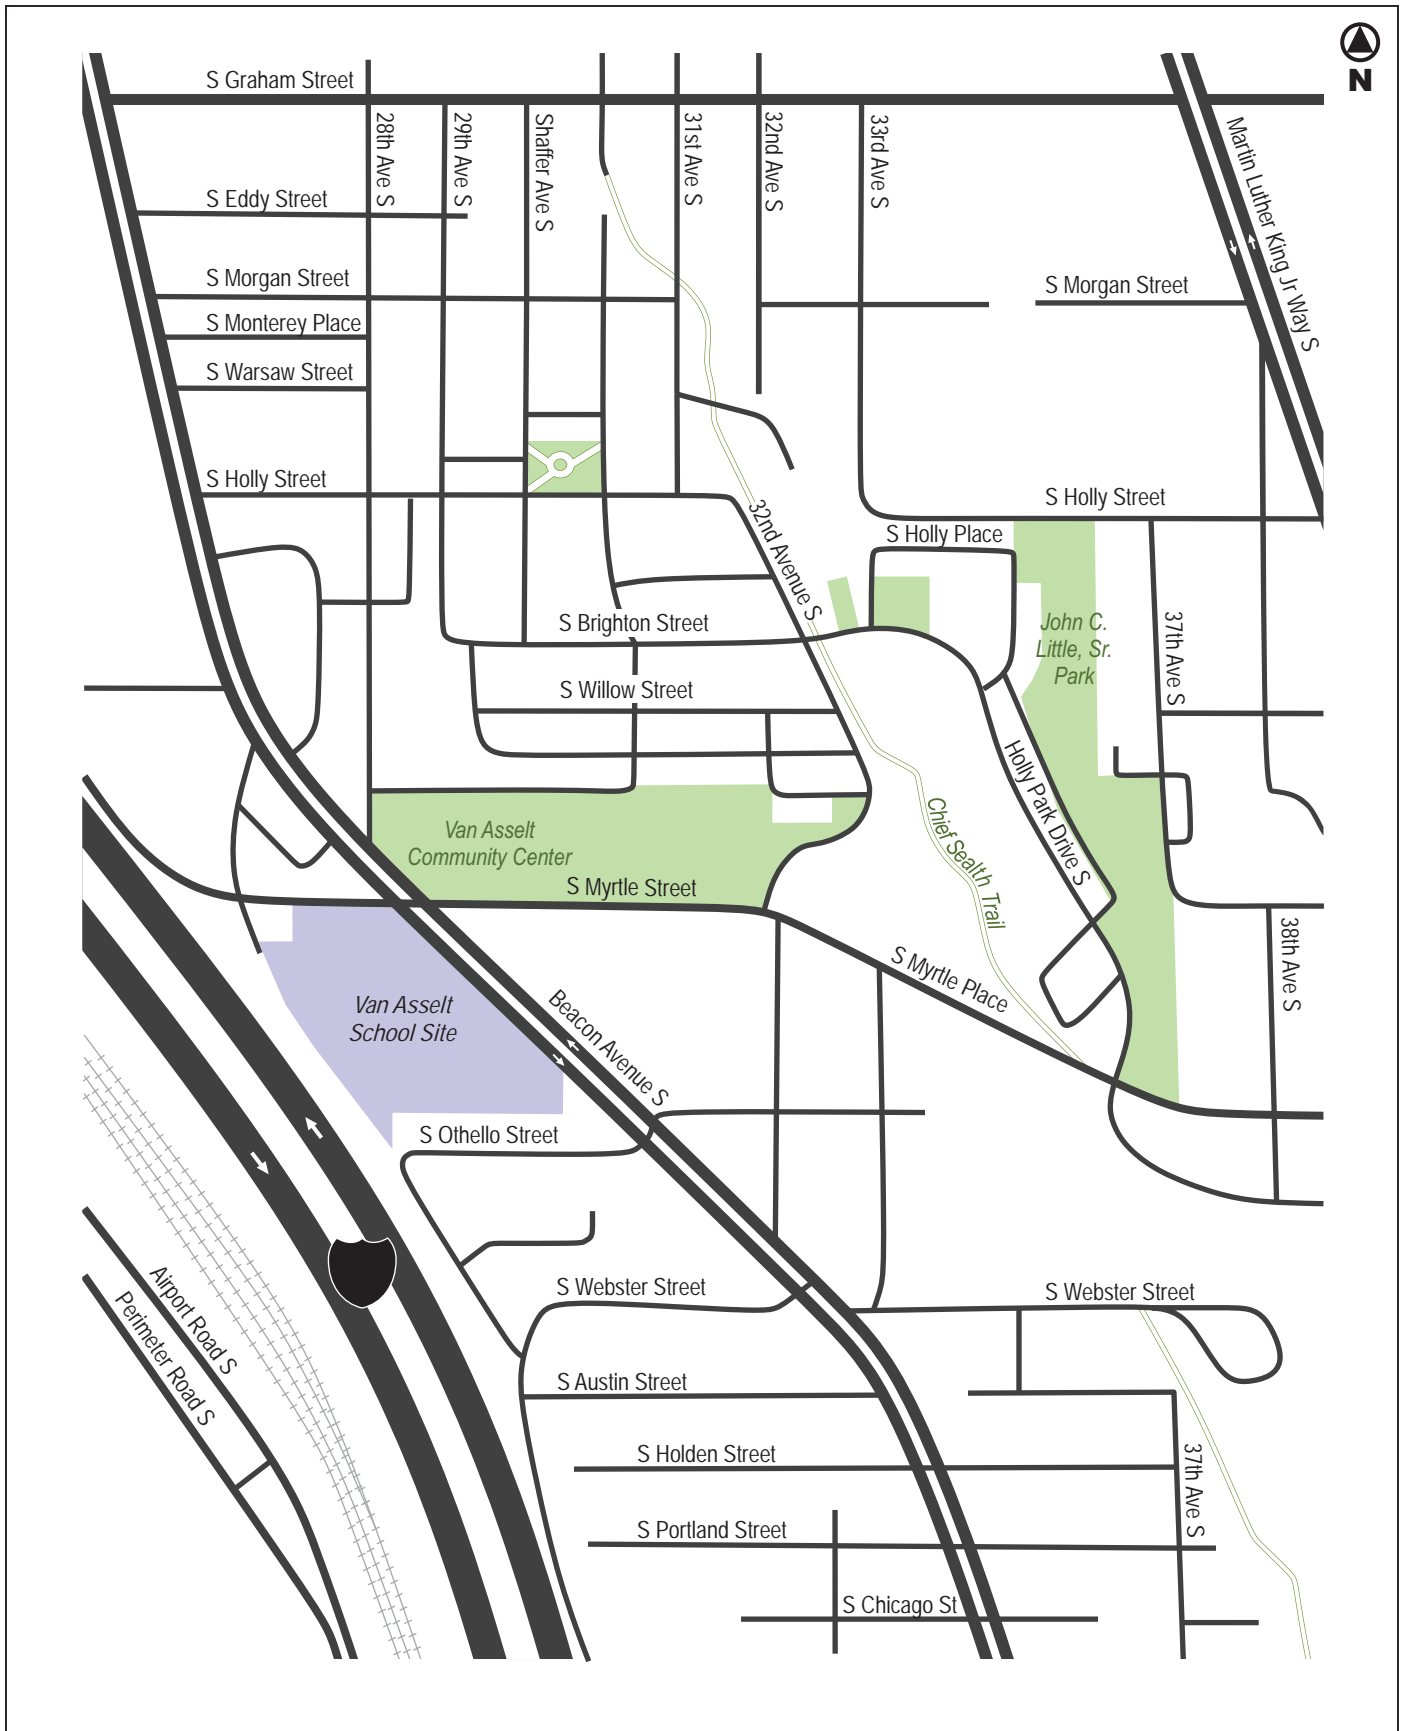 N
S Graham Street
28th Ave S
29th Ave S
Shaffer Ave S
31st Ave S
32nd Ave S
33rd Ave S
Martin Luther King Jr Way S
S Eddy Street
S Morgan Street
S Morgan Street
S Monterey Place
S Warsaw Street
S Holly Street
S Holly Street
32nd Avenue S
S Holly Place
S Brighton Street
John C.
Little, Sr.
Park
37th Ave S
S Willow Street
Holly Park Drive S
Chief Sealth Trail
Van Asselt
Community Center
S Myrtle Street
38th Ave S
S Myrtle Place
Van Asselt
School Site
Beacon Avenue S
S Othello Street
Airport Road S
Perimeter Road S
S Webster Street
S Webster Street
S Austin Street
S Holden Street
37th Ave S
S Portland Street
S Chicago St